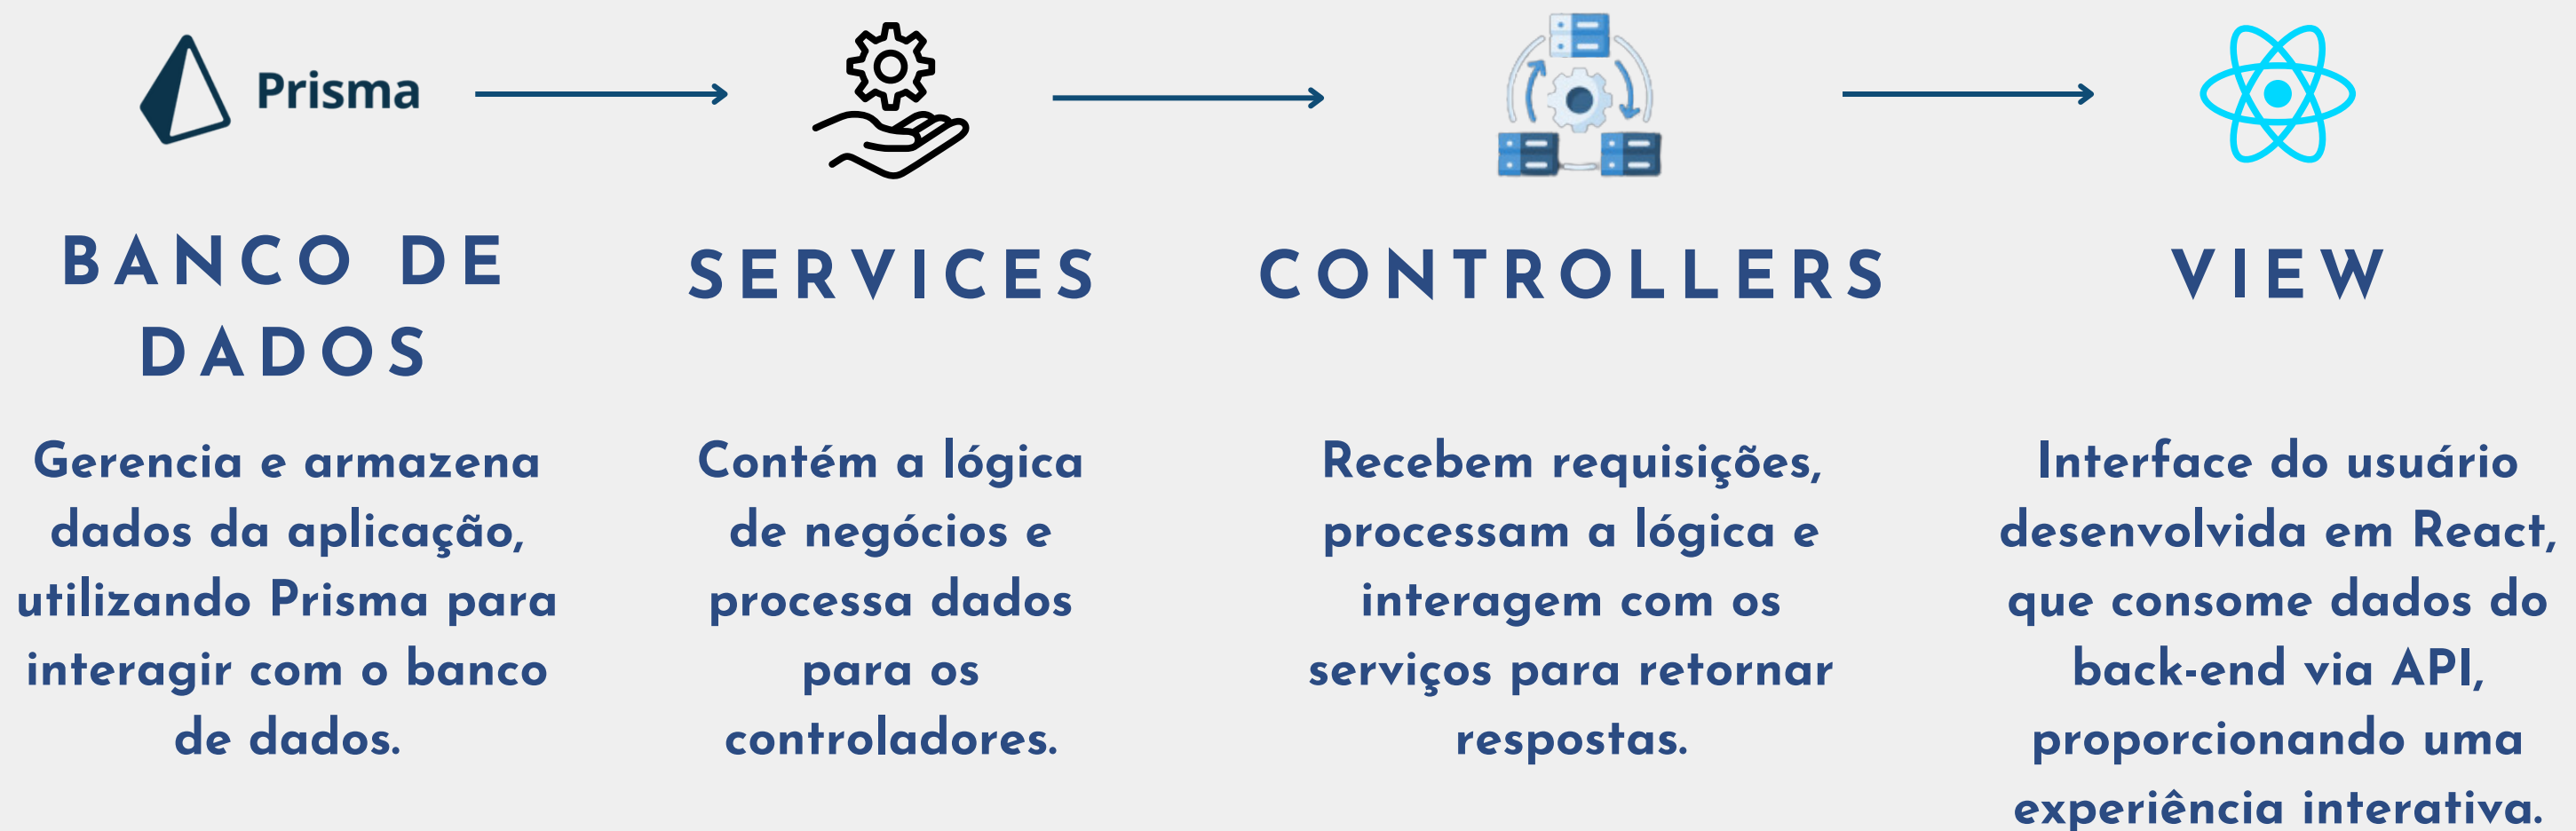 Prisma
BANCO DE
DADOS
Gerencia e armazena
dados da aplicação,
utilizando Prisma para
interagir com o banco
de dados.
SERVICES
Contém a lógica
de negócios e
processa dados
para os
controladores.
CONTROLLERS
Recebem requisições,
processam a lógica e
interagem com os
serviços para retornar
respostas.
VIEW
Interface do usuário
desenvolvida em React,
que consome dados do
back-end via API,
proporcionando uma
experiência interativa.